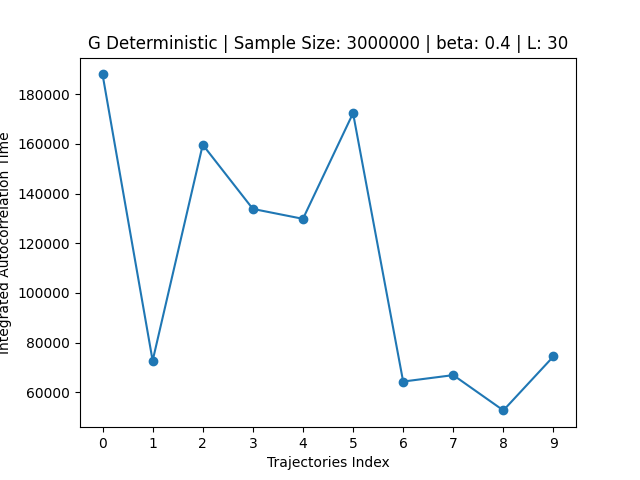 G Deterministic | Sample Size: 3000000 | beta: 0.4 | L: 30
Integrated Autocorrelation Time
180000
160000
140000
120000
100000
80000
60000
0 1 2 3 4 5 6 7 8 9
Trajectories Index